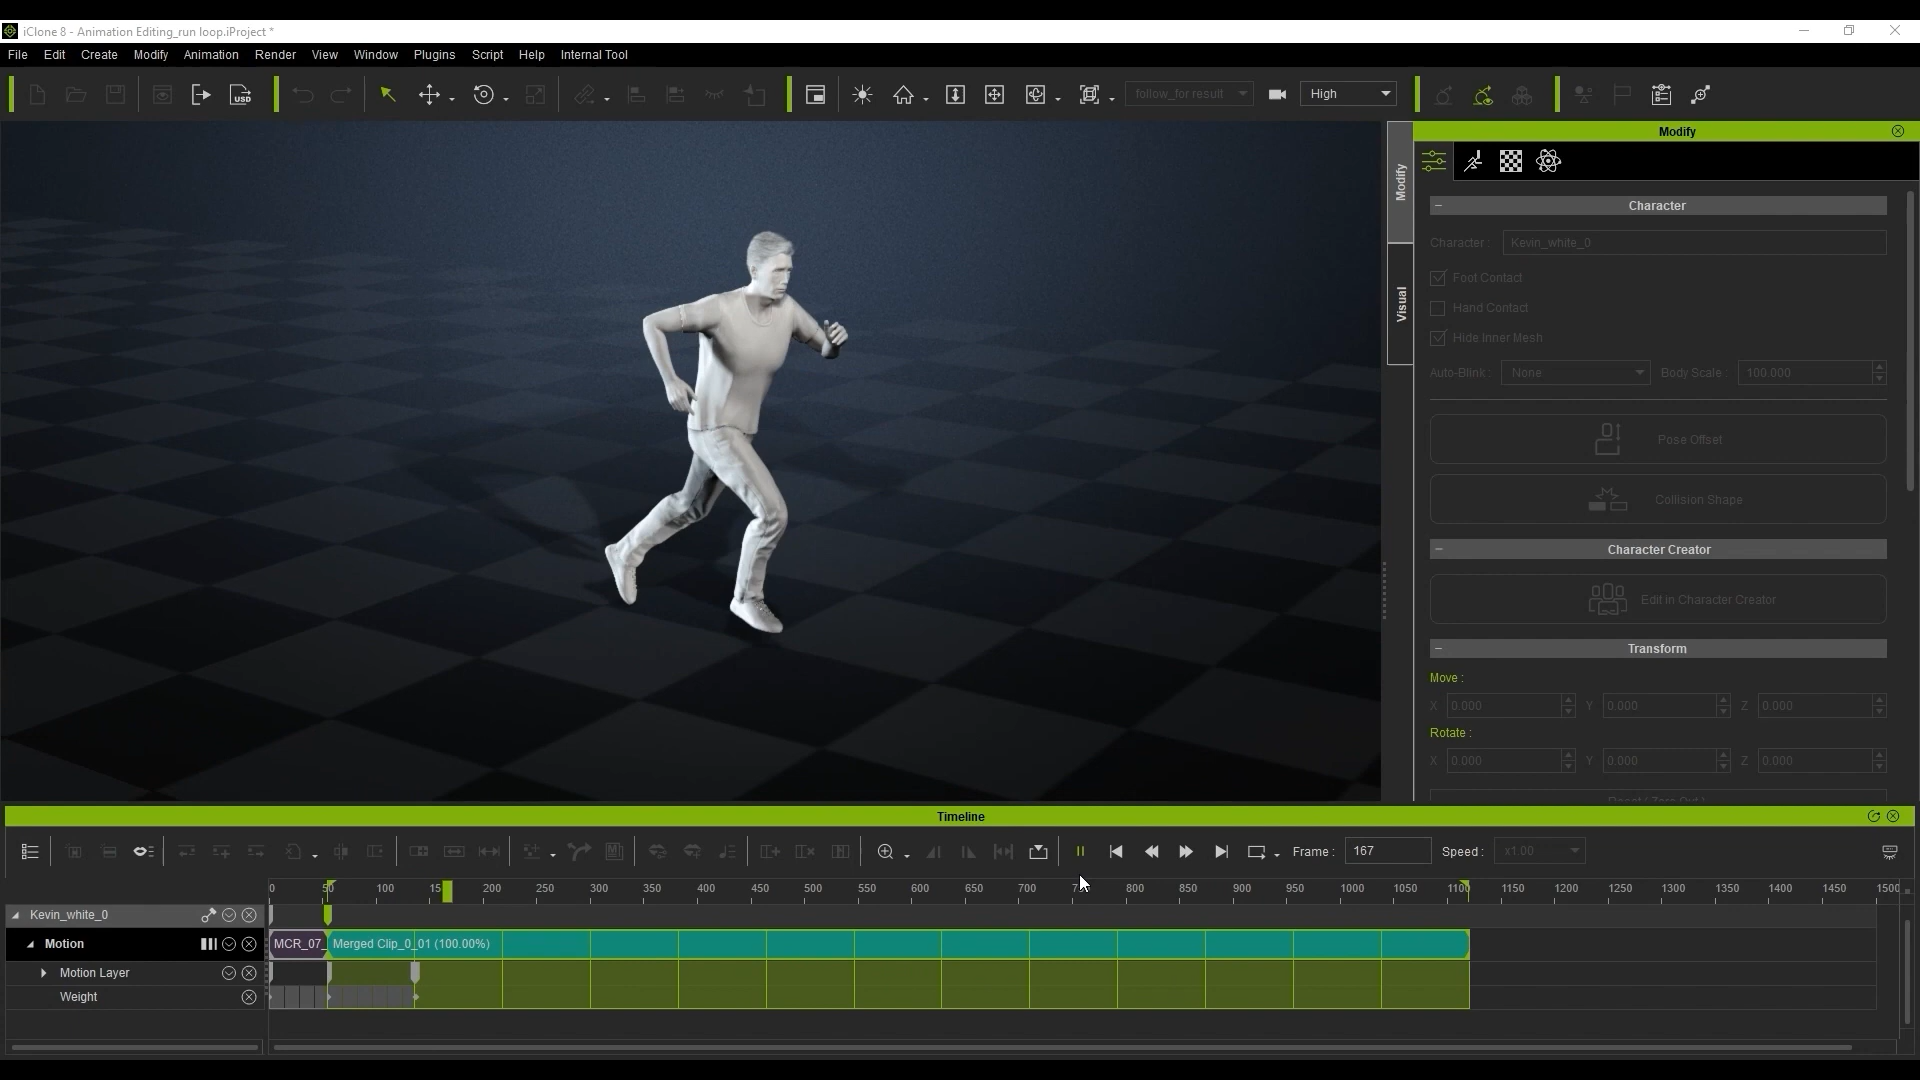 iClone 8 - Animation Editing_run loop.iProject *
File Edit Create Modify Animation Render View Window Plugins Script Help Internal Tool
USD
follow_for result
High
Modify
Modify
Visual
Character
Character : Kevin_white_0
Foot Contact
Hand Contact
Hide Inner Mesh
Auto-Blink : None Body Scale : 100.000
Pose Offset
Collision Shape
Character Creator
Edit in Character Creator
Transform
Move :
X 0.000 Y 0.000 Z 0.000
Rotate :
X 0.000 Y 0.000 Z 0.000
Timeline
Frame : 167 Speed : x1.00
0 50 100 15 200 250 300 350 400 450 500 550 600 650 700 800 850 900 950 1000 1050 1100 1150 1200 1250 1300 1350 1400 1450 1500
Kevin_white_0
Motion MCR_07_ Merged Clip_0_01 (100.00%)
Motion Layer
Weight